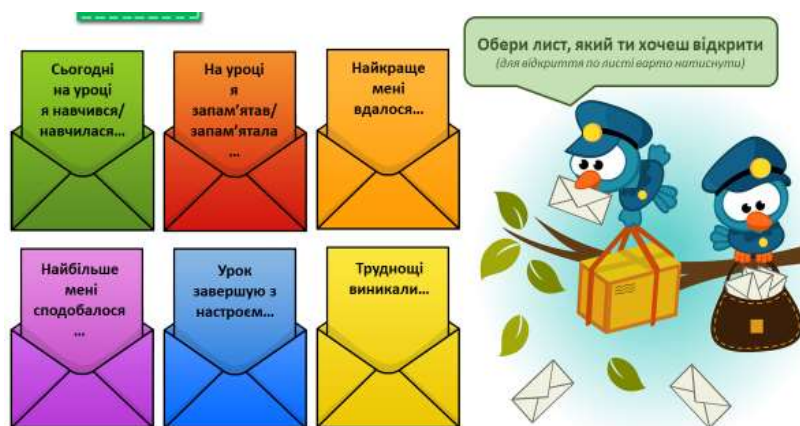 Сьогодні
на уроці
я навчився/
навчилася...
На уроці
я
запам'ятав/
запам'ятала
...
Найкраще
мені
вдалося...
Обери лист, який ти хочеш відкрити
(для відкриття по листі варто натиснути)
Найбільше
мені
сподобалося
...
Урок
завершую з
настроєм...
Труднощі
виникали...